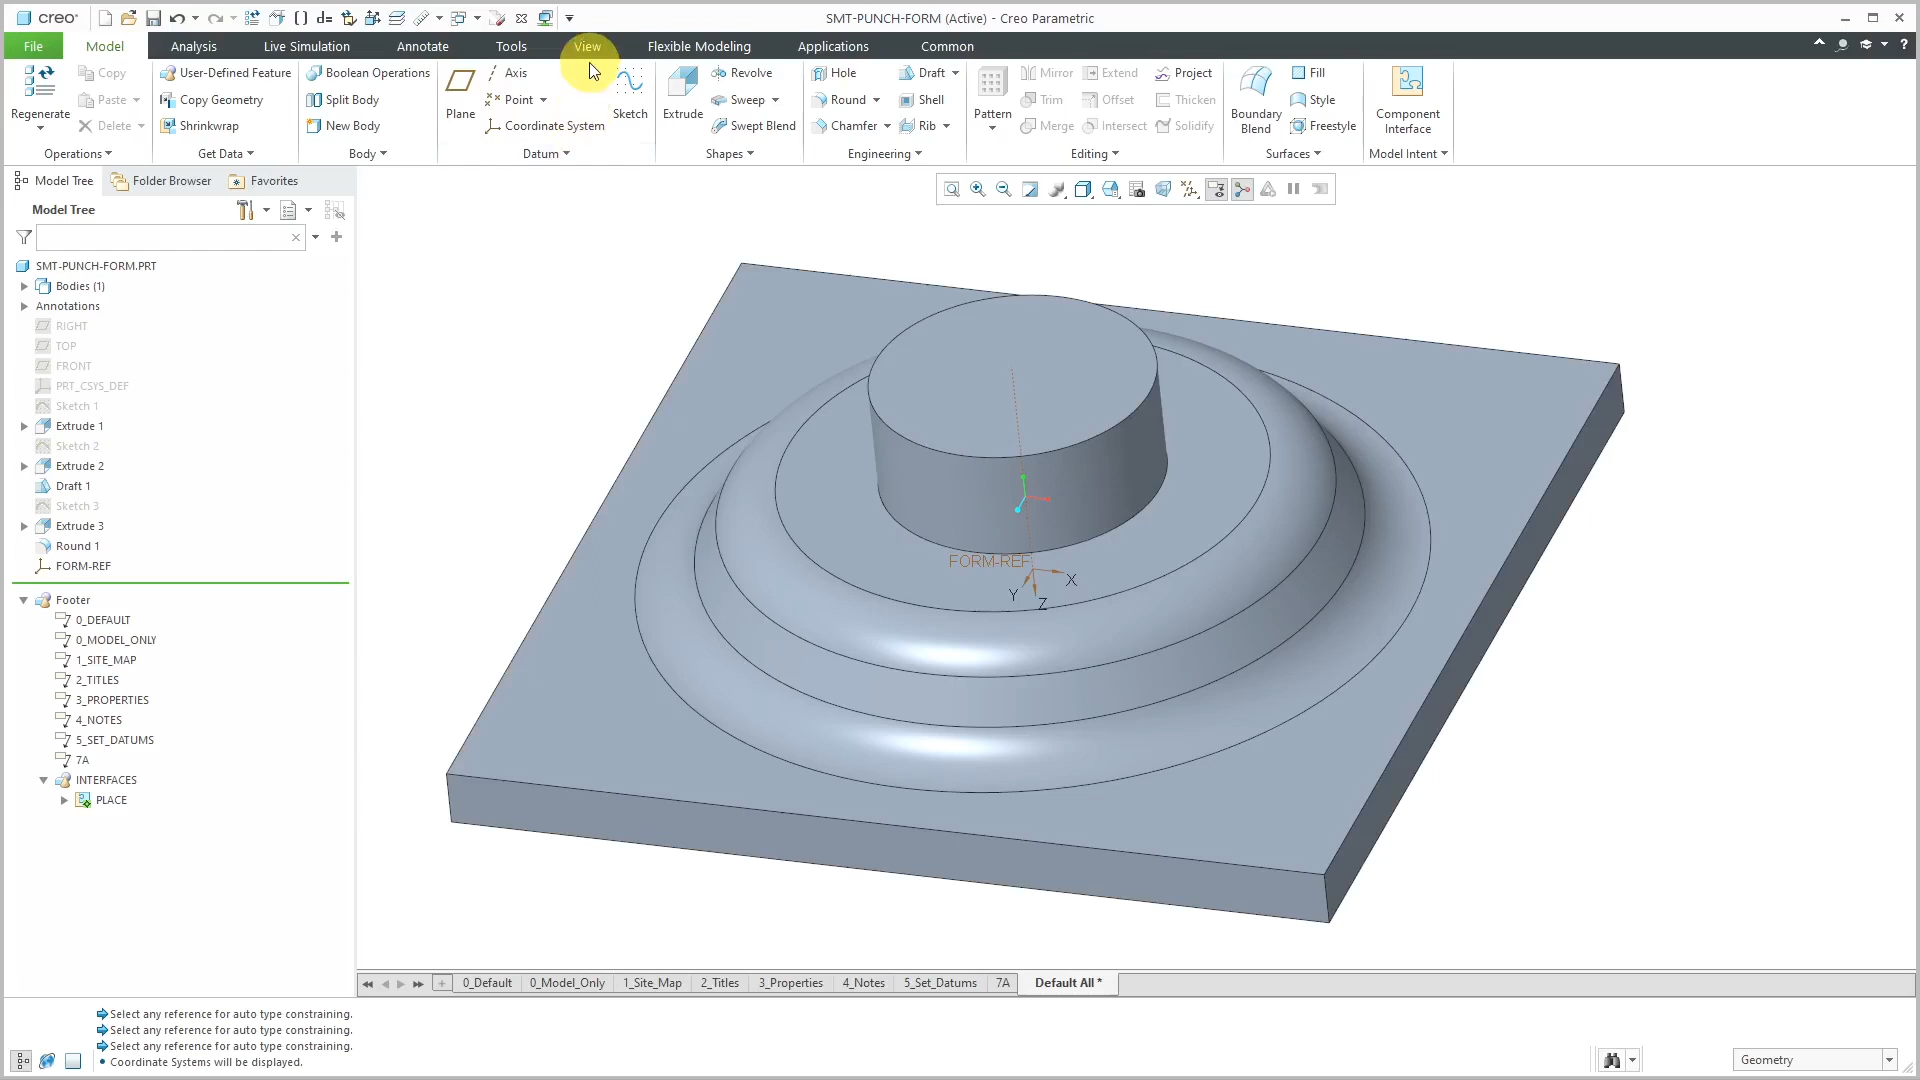 creo
d=
SMT-PUNCH-FORM (Active) - Creo Parametric
File Model Analysis Live Simulation Annotate Tools View Flexible Modeling Applications Common
Regenerate
Copy
Paste
Delete
Operations
User-Defined Feature
Copy Geometry
Shrinkwrap
Get Data
Boolean Operations
Split Body
New Body
Body
Plane
Axis
Point
Coordinate System
Sketch
Datum
Extrude
Revolve
Sweep
Swept Blend
Shapes
Hole
Round
Chamfer
Draft
Shell
Rib
Engineering
Pattern
Mirror
Trim
Merge
Extend
Offset
Intersect
Project
Thicken
Solidify
Editing
Boundary
Blend
Fill
Style
Freestyle
Surfaces
Component
Interface
Model Intent
Model Tree Folder Browser Favorites
Model Tree
SMT-PUNCH-FORM.PRT
Bodies (1)
Annotations
RIGHT
TOP
FRONT
PRT_CSYS_DEF
Sketch 1
Extrude 1
Sketch 2
Extrude 2
Draft 1
Sketch 3
Extrude 3
Round 1
FORM-REF
Footer
0_DEFAULT
0_MODEL_ONLY
1_SITE_MAP
2_TITLES
3_PROPERTIES
4_NOTES
5_SET_DATUMS
7A
INTERFACES
PLACE
FORM-REF
X
Y
Z
0_Default 0_Model_Only 1_Site_Map 2_Titles 3_Properties 4_Notes 5_Set_Datums 7A Default All *
Select any reference for auto type constraining.
Select any reference for auto type constraining.
Select any reference for auto type constraining.
Coordinate Systems will be displayed.
Geometry